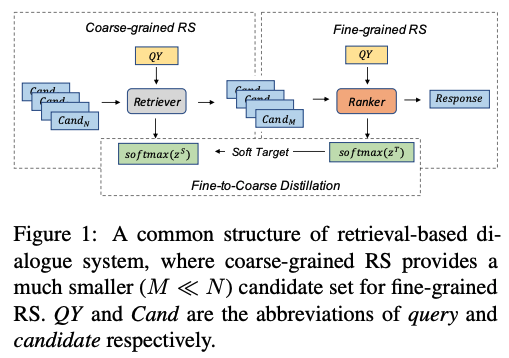 Coarse-grained RS
Fine-grained RS
QY
QY
Cand
Cand
Cand
Cand_N
Retriever
Cand
Cand
Cand_M
Ranker
Response
softmax(z^S)
Soft Target
softmax(z^T)
Fine-to-Coarse Distillation
Figure 1: A common structure of retrieval-based di-
alogue system, where coarse-grained RS provides a
much smaller (M ≪ N) candidate set for fine-grained
RS. QY and Cand are the abbreviations of query and
candidate respectively.